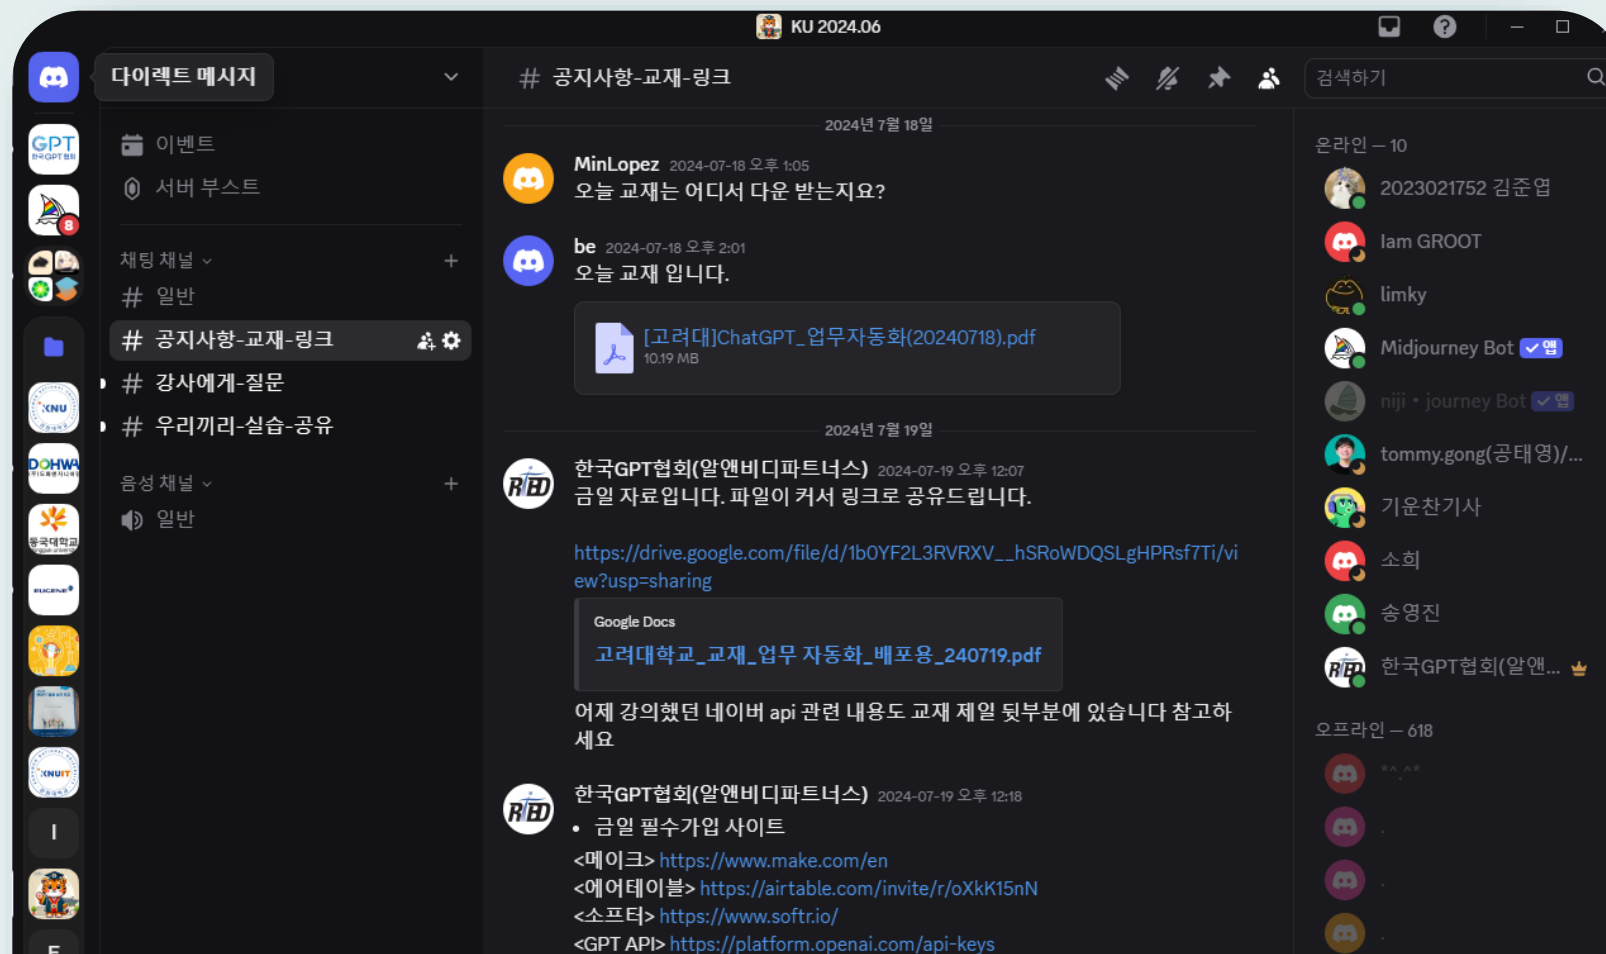 KU 2024.06
다이렉트 메시지
공지사항-교재-링크
검색하기
GPT
한국GPT협회
8
KNU
DOHWA
동국대학교
EUGENE
KNUIT
I
이벤트
서버 부스트
채팅 채널
일반
공지사항-교재-링크
강사에게-질문
우리끼리-실습-공유
음성 채널
일반
2024년 7월 18일
MinLopez 2024-07-18 오후 1:05
오늘 교재는 어디서 다운 받는지요?
be 2024-07-18 오후 2:01
오늘 교재 입니다.
[고려대]ChatGPT_업무자동화(20240718).pdf
10.19 MB
2024년 7월 19일
한국GPT협회(알앤비디파트너스) 2024-07-19 오후 12:07
금일 자료입니다. 파일이 커서 링크로 공유드립니다.
https://drive.google.com/file/d/1b0YF2L3RVRXV__hSRoWDQSLgHPRsf7Ti/vi
ew?usp=sharing
Google Docs
고려대학교_교재_업무 자동화_배포용_240719.pdf
어제 강의했던 네이버 api 관련 내용도 교재 제일 뒷부분에 있습니다 참고하
세요
한국GPT협회(알앤비디파트너스) 2024-07-19 오후 12:18
• 금일 필수가입 사이트
<메이크> https://www.make.com/en
<에어테이블> https://airtable.com/invite/r/oXkK15nN
<소프터> https://www.softr.io/
<GPT API> https://platform.openai.com/api-keys
온라인 — 10
2023021752 김준엽
Iam GROOT
limky
Midjourney Bot ✓ 앱
niji • journey Bot ✓ 앱
tommy.gong(공태영)/...
기운찬기사
소희
송영진
한국GPT협회(알앤...
오프라인 — 618
*^.^*
.
.
.